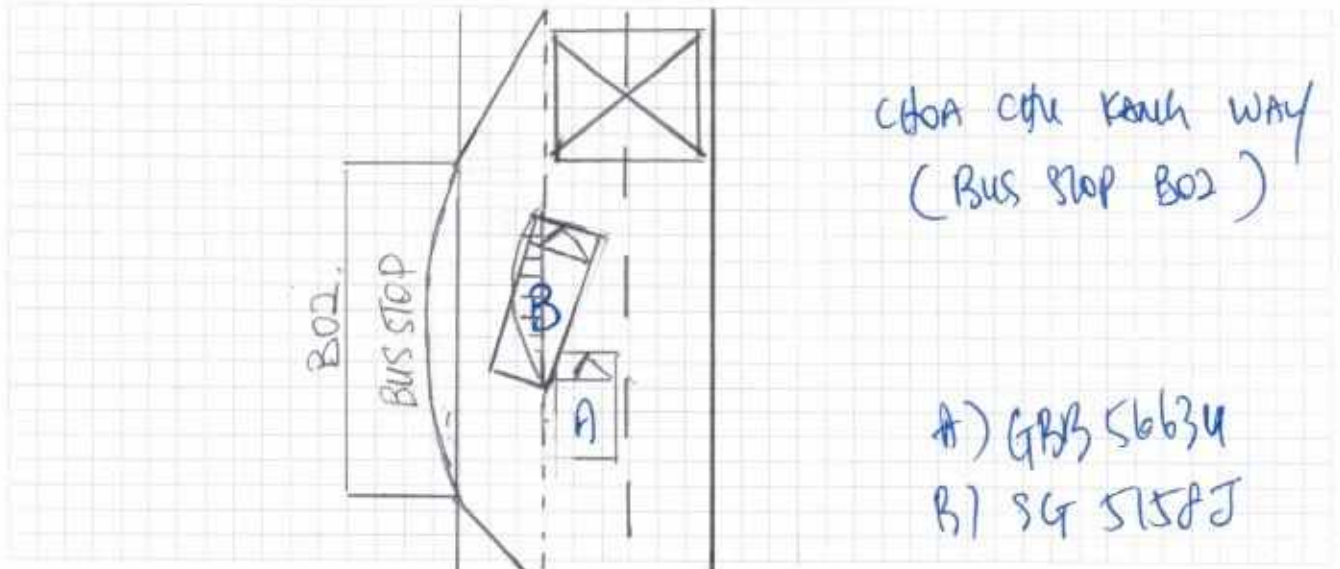 B02.
BUS STOP
B
A
CHOA CHU KANG WAY
(BUS STOP B02)
A) GBB 5663U
B) SG 5158J